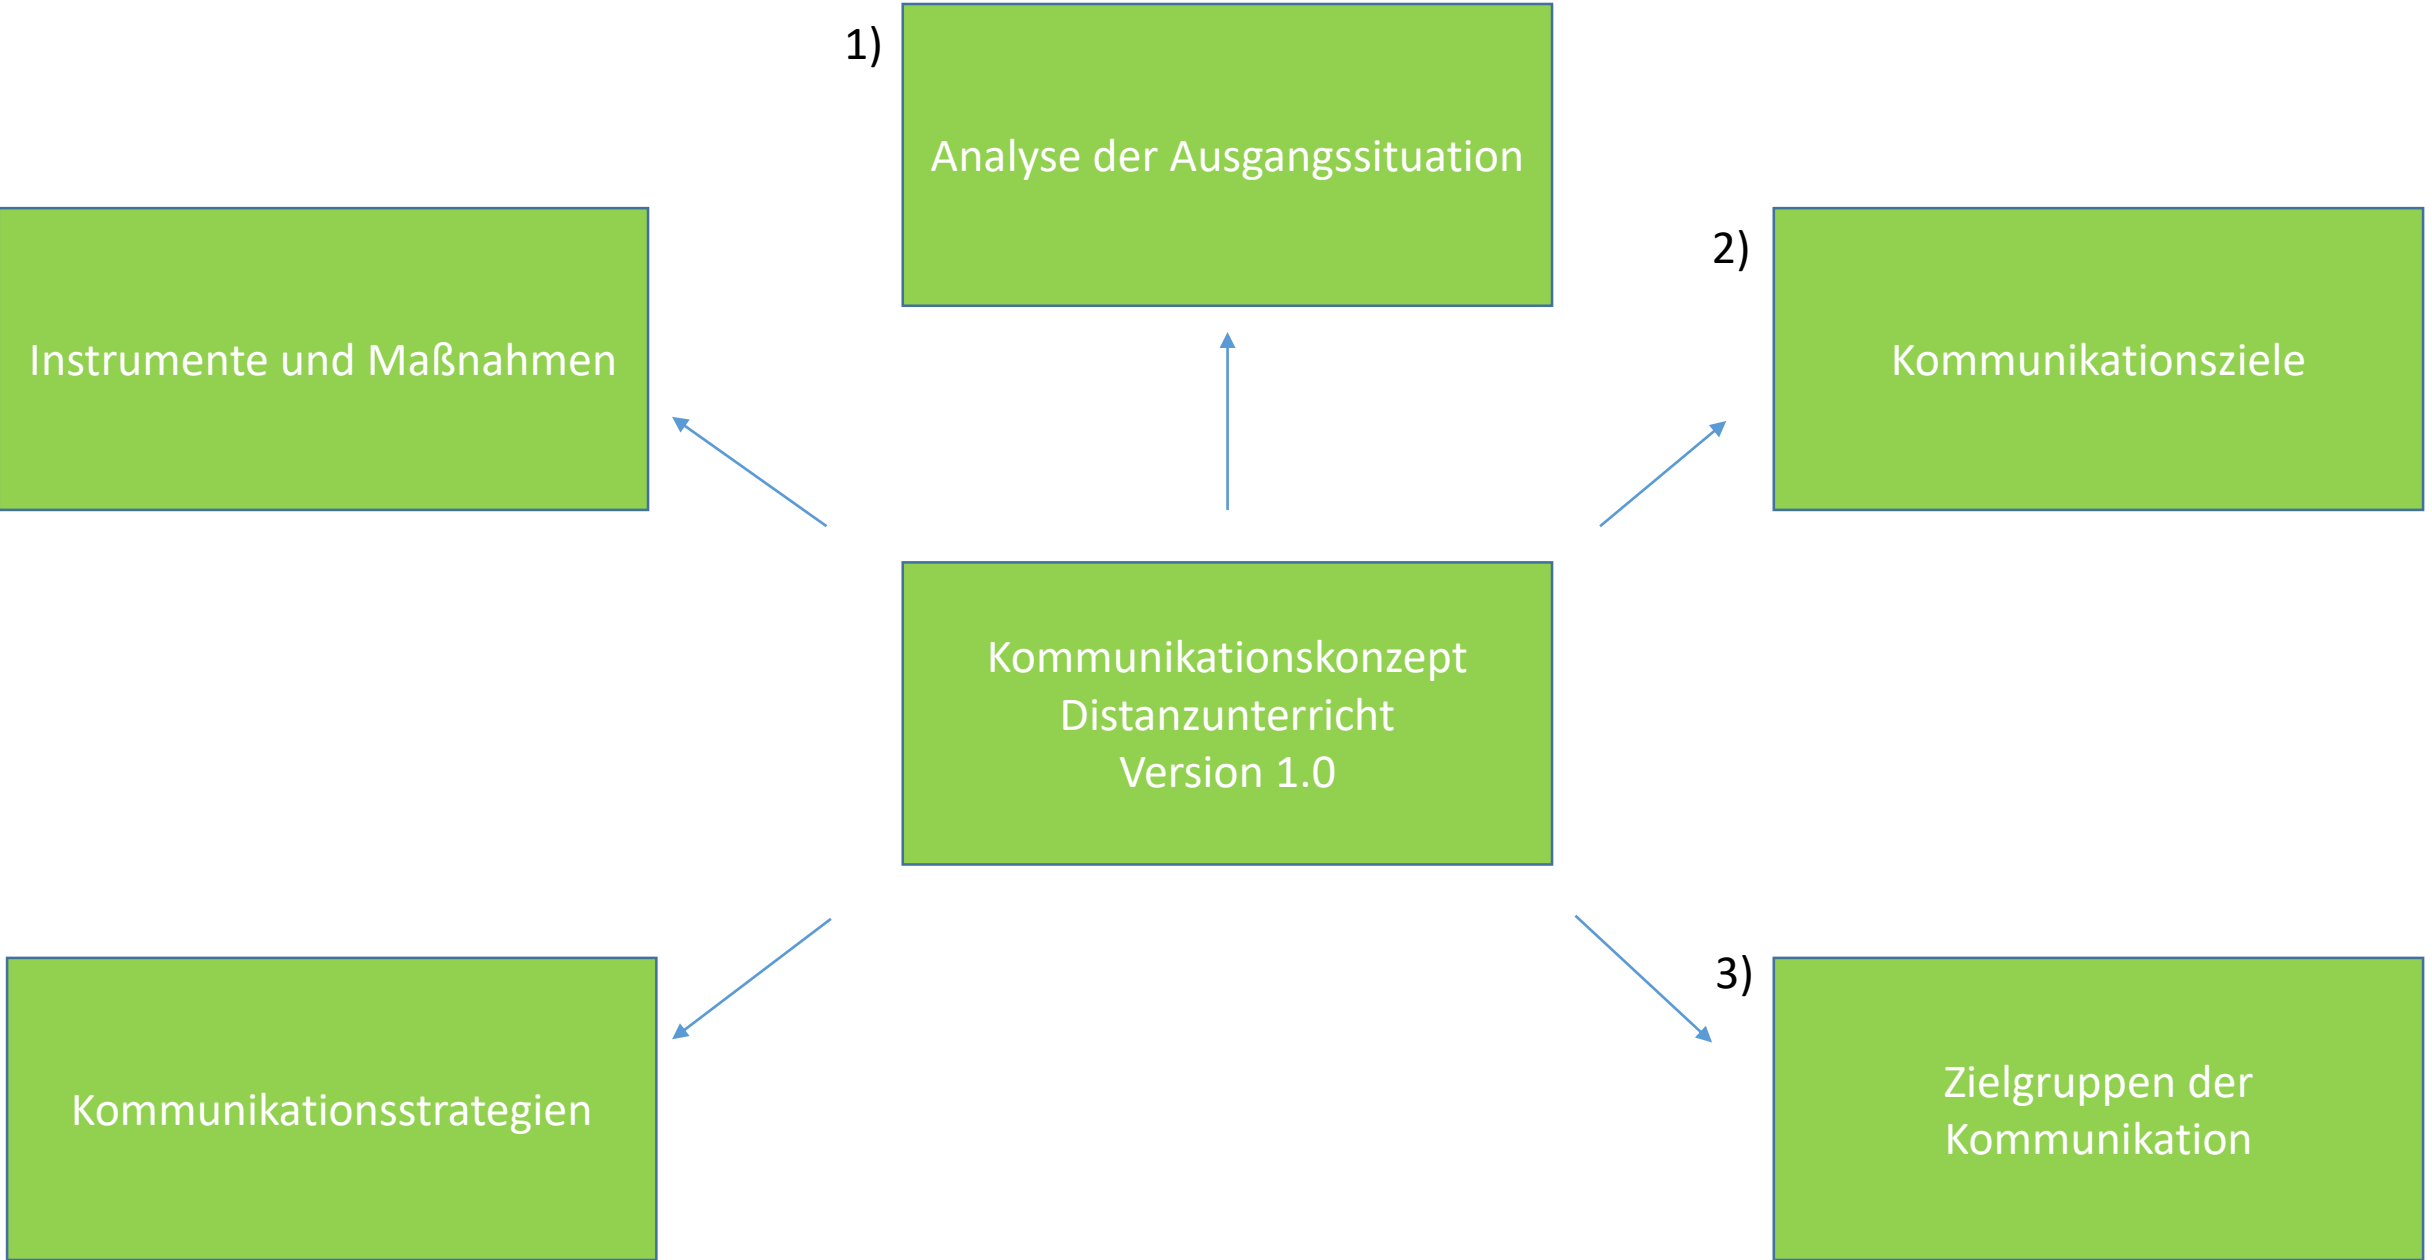 1)
Analyse der Ausgangssituation
Instrumente und Maßnahmen
2)
Kommunikationsziele
Kommunikationskonzept
Distanzunterricht
Version 1.0
Kommunikationsstrategien
3)
Zielgruppen der
Kommunikation